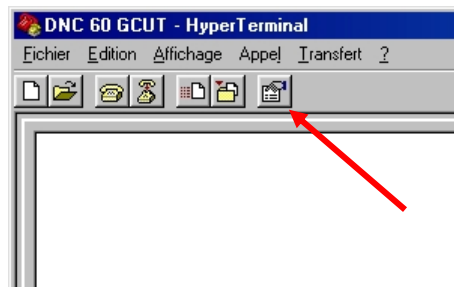 DNC 60 GCUT - HyperTerminal
Fichier Edition Affichage Appel Transfert ?